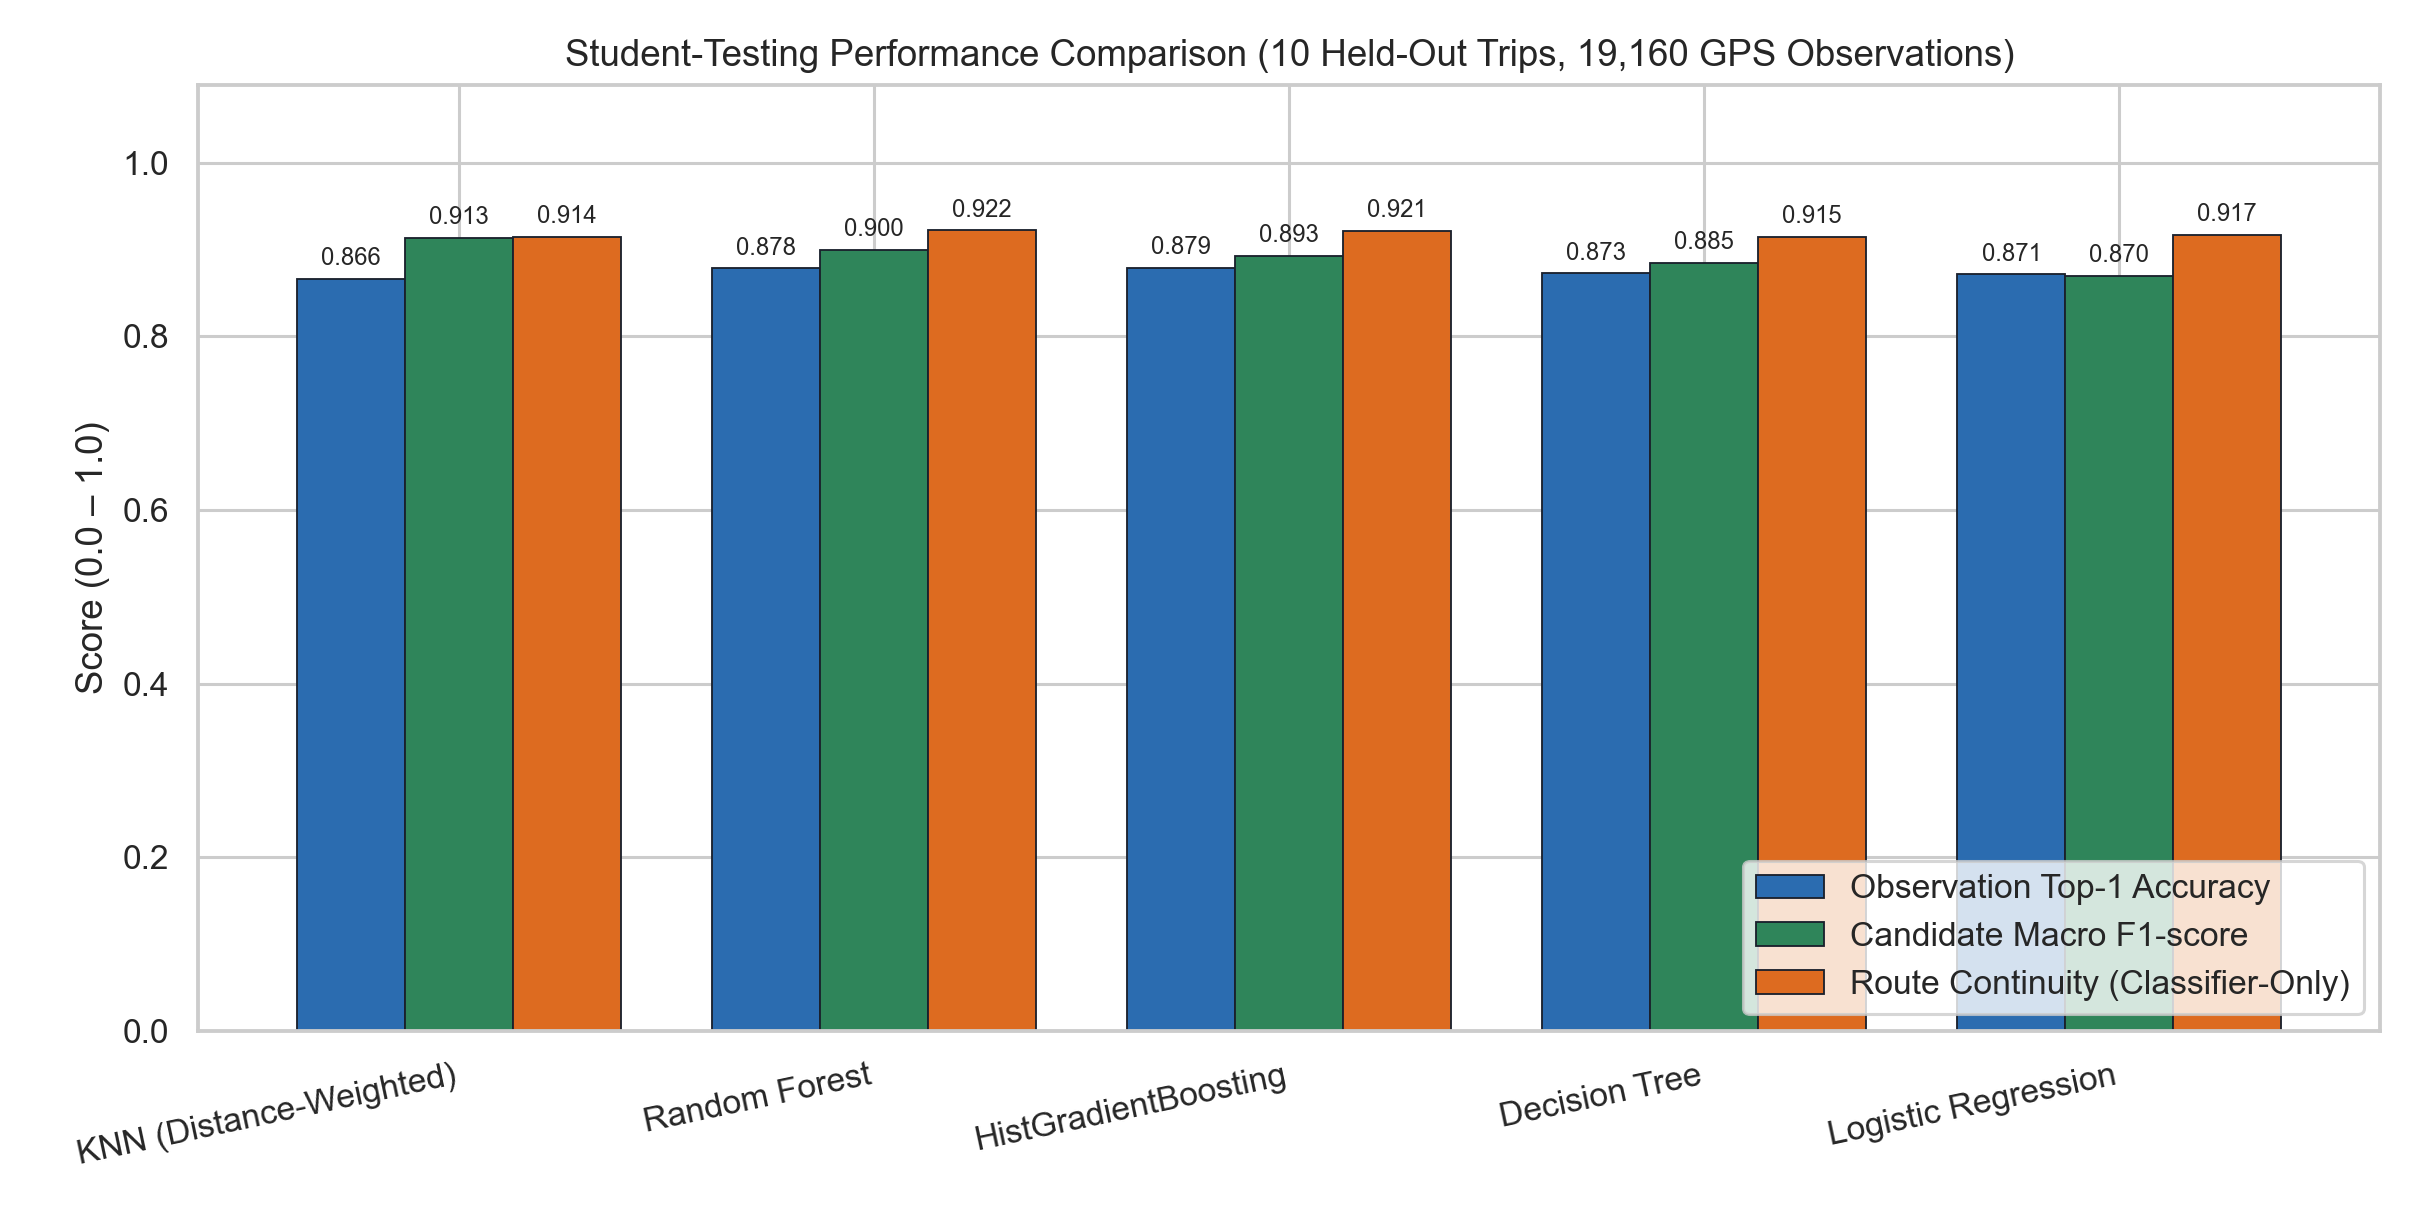 Student-Testing Performance Comparison (10 Held-Out Trips, 19,160 GPS Observations)
Score (0.0 – 1.0)
1.0
0.8
0.6
0.4
0.2
0.0
0.866
0.913
0.914
0.878
0.900
0.922
0.879
0.893
0.921
0.873
0.885
0.915
0.871
0.870
0.917
Observation Top-1 Accuracy
Candidate Macro F1-score
Route Continuity (Classifier-Only)
KNN (Distance-Weighted)
Random Forest
HistGradientBoosting
Decision Tree
Logistic Regression